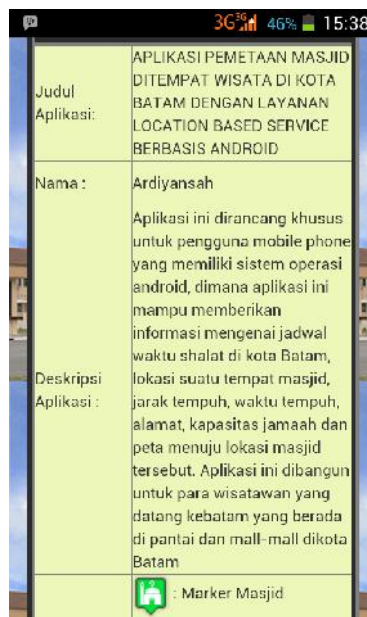 3G 3G 46% 15:38
APLIKASI PEMETAAN MASJID
DITEMPAT WISATA DI KOTA
Judul
Aplikasi:
BATAM DENGAN LAYANAN
LOCATION BASED SERVICE
BERBASIS ANDROID
Nama :
Ardiyansah
Deskripsi
Aplikasi :
Aplikasi ini dirancang khusus
untuk pengguna mobile phone
yang memiliki sistem operasi
android, dimana aplikasi ini
mampu memberikan
informasi mengenai jadwal
waktu shalat di kota Batam,
lokasi suatu tempat masjid,
jarak tempuh, waktu tempuh,
alamat, kapasitas jamaah dan
peta menuju lokasi masjid
tersebut. Aplikasi ini dibangun
untuk para wisatawan yang
datang kebatam yang berada
di pantai dan mall-mall dikota
Batam
: Marker Masjid